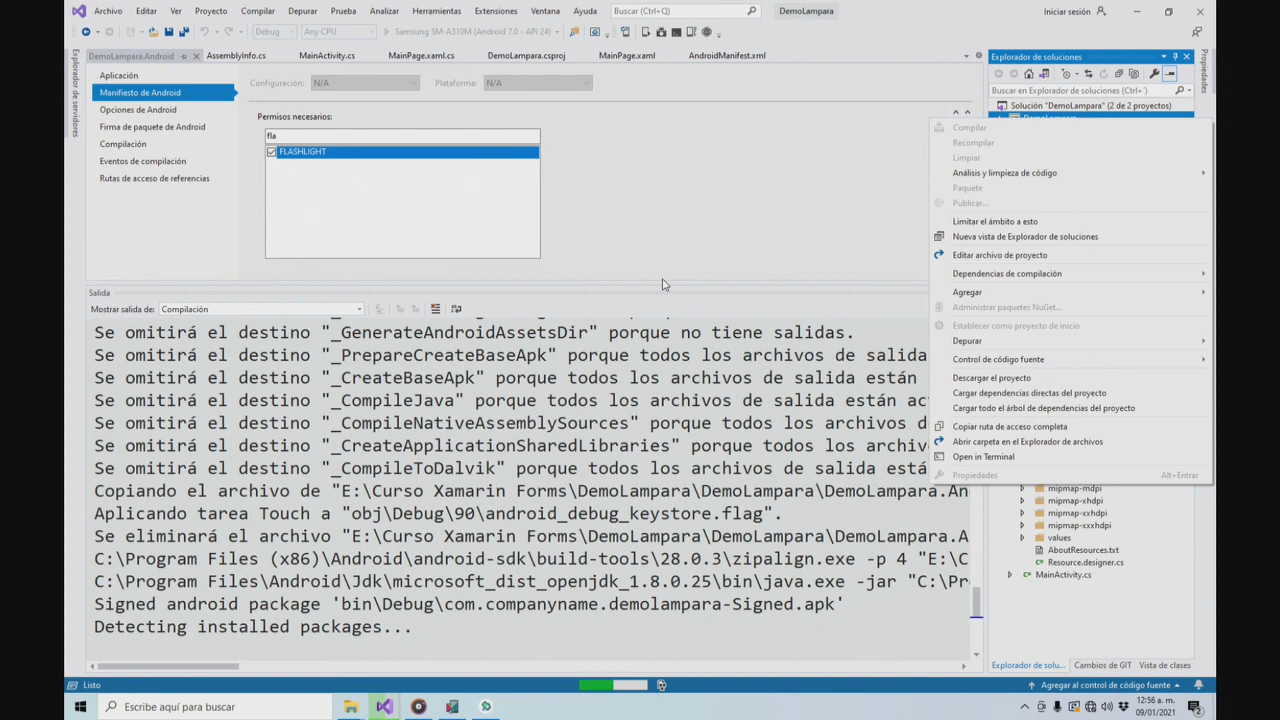 Archivo Editar Ver Proyecto Compilar Depurar Prueba Analizar Herramientas Extensiones Ventana Ayuda Buscar (Ctrl+Q) DemoLampara Iniciar sesión
Debug Any CPU Samsung SM-A310M (Android 7.0 - API 24)
DemoLampara.Android AssemblyInfo.cs MainActivity.cs MainPage.xaml.cs DemoLampara.csproj MainPage.xaml AndroidManifest.xml
Explorador de servidores
Aplicación
Manifiesto de Android
Opciones de Android
Firma de paquete de Android
Compilación
Eventos de compilación
Rutas de acceso de referencias
Configuración: N/A Plataforma: N/A
Permisos necesarios:
fla
FLASHLIGHT
Explorador de soluciones
Propiedades
Buscar en Explorador de soluciones (Ctrl+')
Solución "DemoLampara" (2 de 2 proyectos)
DemoLampara
Compilar
Recompilar
Limpiar
Análisis y limpieza de código
Paquete
Publicar...
Limitar el ámbito a esto
Nueva vista de Explorador de soluciones
Editar archivo de proyecto
Dependencias de compilación
Agregar
Administrar paquetes NuGet...
Establecer como proyecto de inicio
Depurar
Control de código fuente
Descargar el proyecto
Cargar dependencias directas del proyecto
Cargar todo el árbol de dependencias del proyecto
Copiar ruta de acceso completa
Abrir carpeta en el Explorador de archivos
Open in Terminal
Propiedades Alt+Entrar
mipmap-mdpi
mipmap-xhdpi
mipmap-xxhdpi
mipmap-xxxhdpi
values
AboutResources.txt
Resource.designer.cs
MainActivity.cs
Explorador de solu... Cambios de GIT Vista de clases
Salida
Mostrar salida de: Compilación
Se omitirá el destino "_GenerateAndroidAssetsDir" porque no tiene salidas.
Se omitirá el destino "_PrepareCreateBaseApk" porque todos los archivos de salida
Se omitirá el destino "_CreateBaseApk" porque todos los archivos de salida están
Se omitirá el destino "_CompileJava" porque todos los archivos de salida están ac
Se omitirá el destino "_CompileNativeAssemblySources" porque todos los archivos d
Se omitirá el destino "_CreateApplicationSharedLibraries" porque todos los archiv
Se omitirá el destino "_CompileToDalvik" porque todos los archivos de salida está
Copiando el archivo de "E:\Curso Xamarin Forms\DemoLampara\DemoLampara\DemoLampara.An
Aplicando tarea Touch a "obj\Debug\90\android_debug_keystore.flag".
Se eliminará el archivo "E:\Curso Xamarin Forms\DemoLampara\DemoLampara\DemoLampara.A
C:\Program Files (x86)\Android\android-sdk\build-tools\28.0.3\zipalign.exe -p 4 "E:\C
C:\Program Files\Android\Jdk\microsoft_dist_openjdk_1.8.0.25\bin\java.exe -jar "C:\Pr
Signed android package 'bin\Debug\com.companyname.demolampara-Signed.apk'
Detecting installed packages...
Listo Agregar al control de código fuente
Escribe aquí para buscar
12:56 a. m.
09/01/2021
2